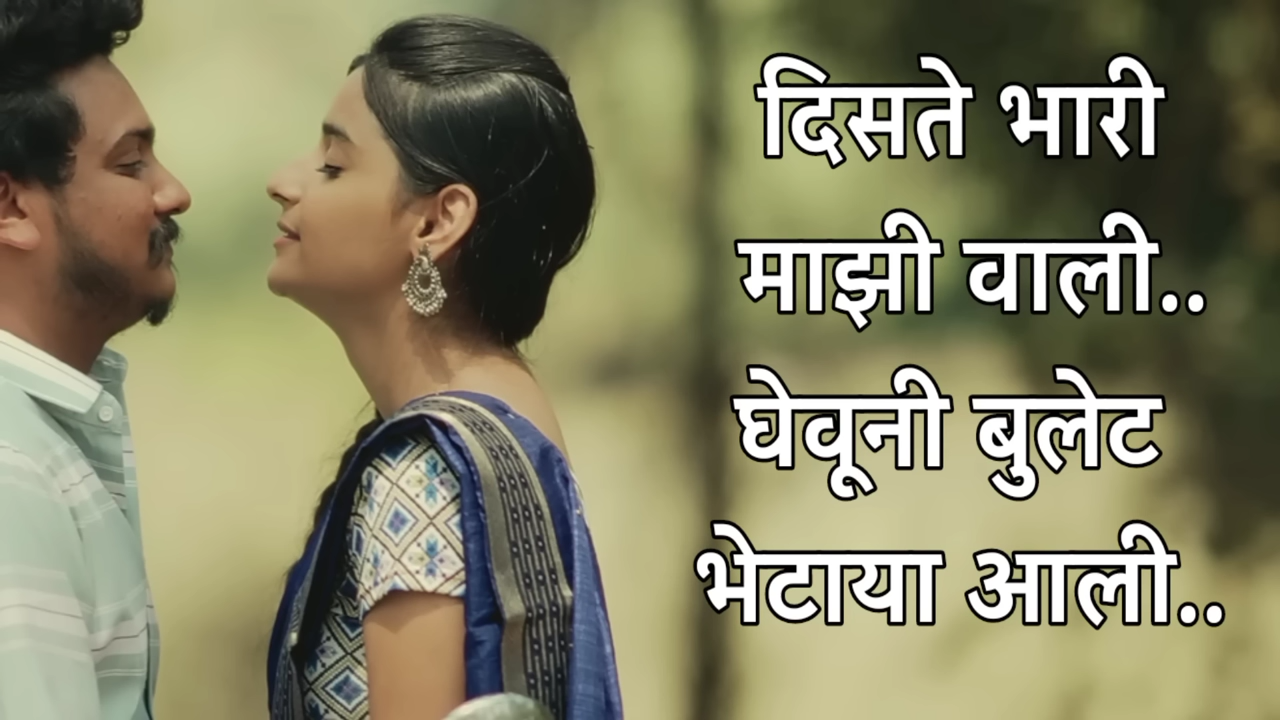 दिसते भारी
माझी वाली..
घेवूनी बुलेट
भेटाया आली..